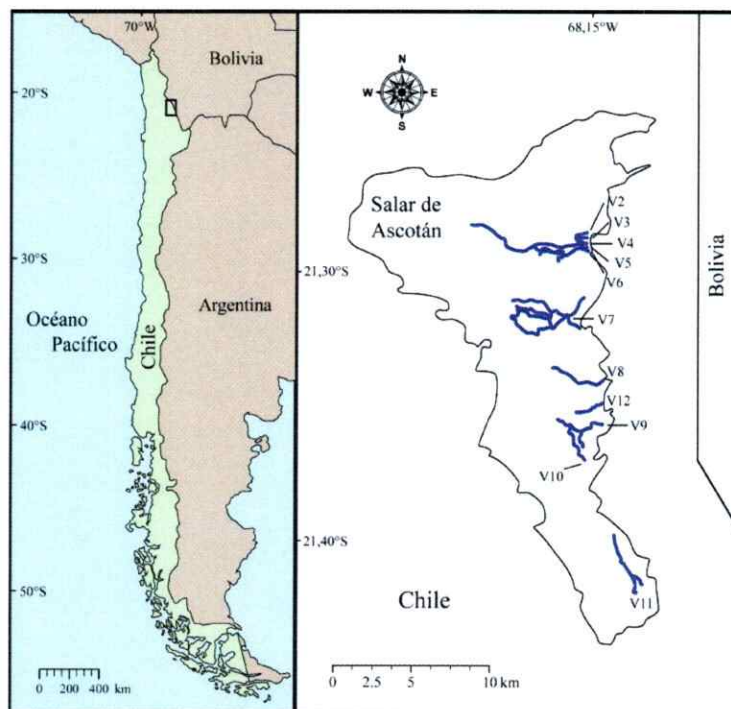 70°W
20°S
30°S
40°S
50°S
Bolivia
Argentina
Océano
Pacífico
Chile
0 200 400 km
68,15°W
N
W E
S
Salar de
Ascotán
21,30°S
21,40°S
V2
V3
V4
V5
V6
V7
V8
V12
V9
V10
V11
Bolivia
Chile
0 2.5 5 10 km